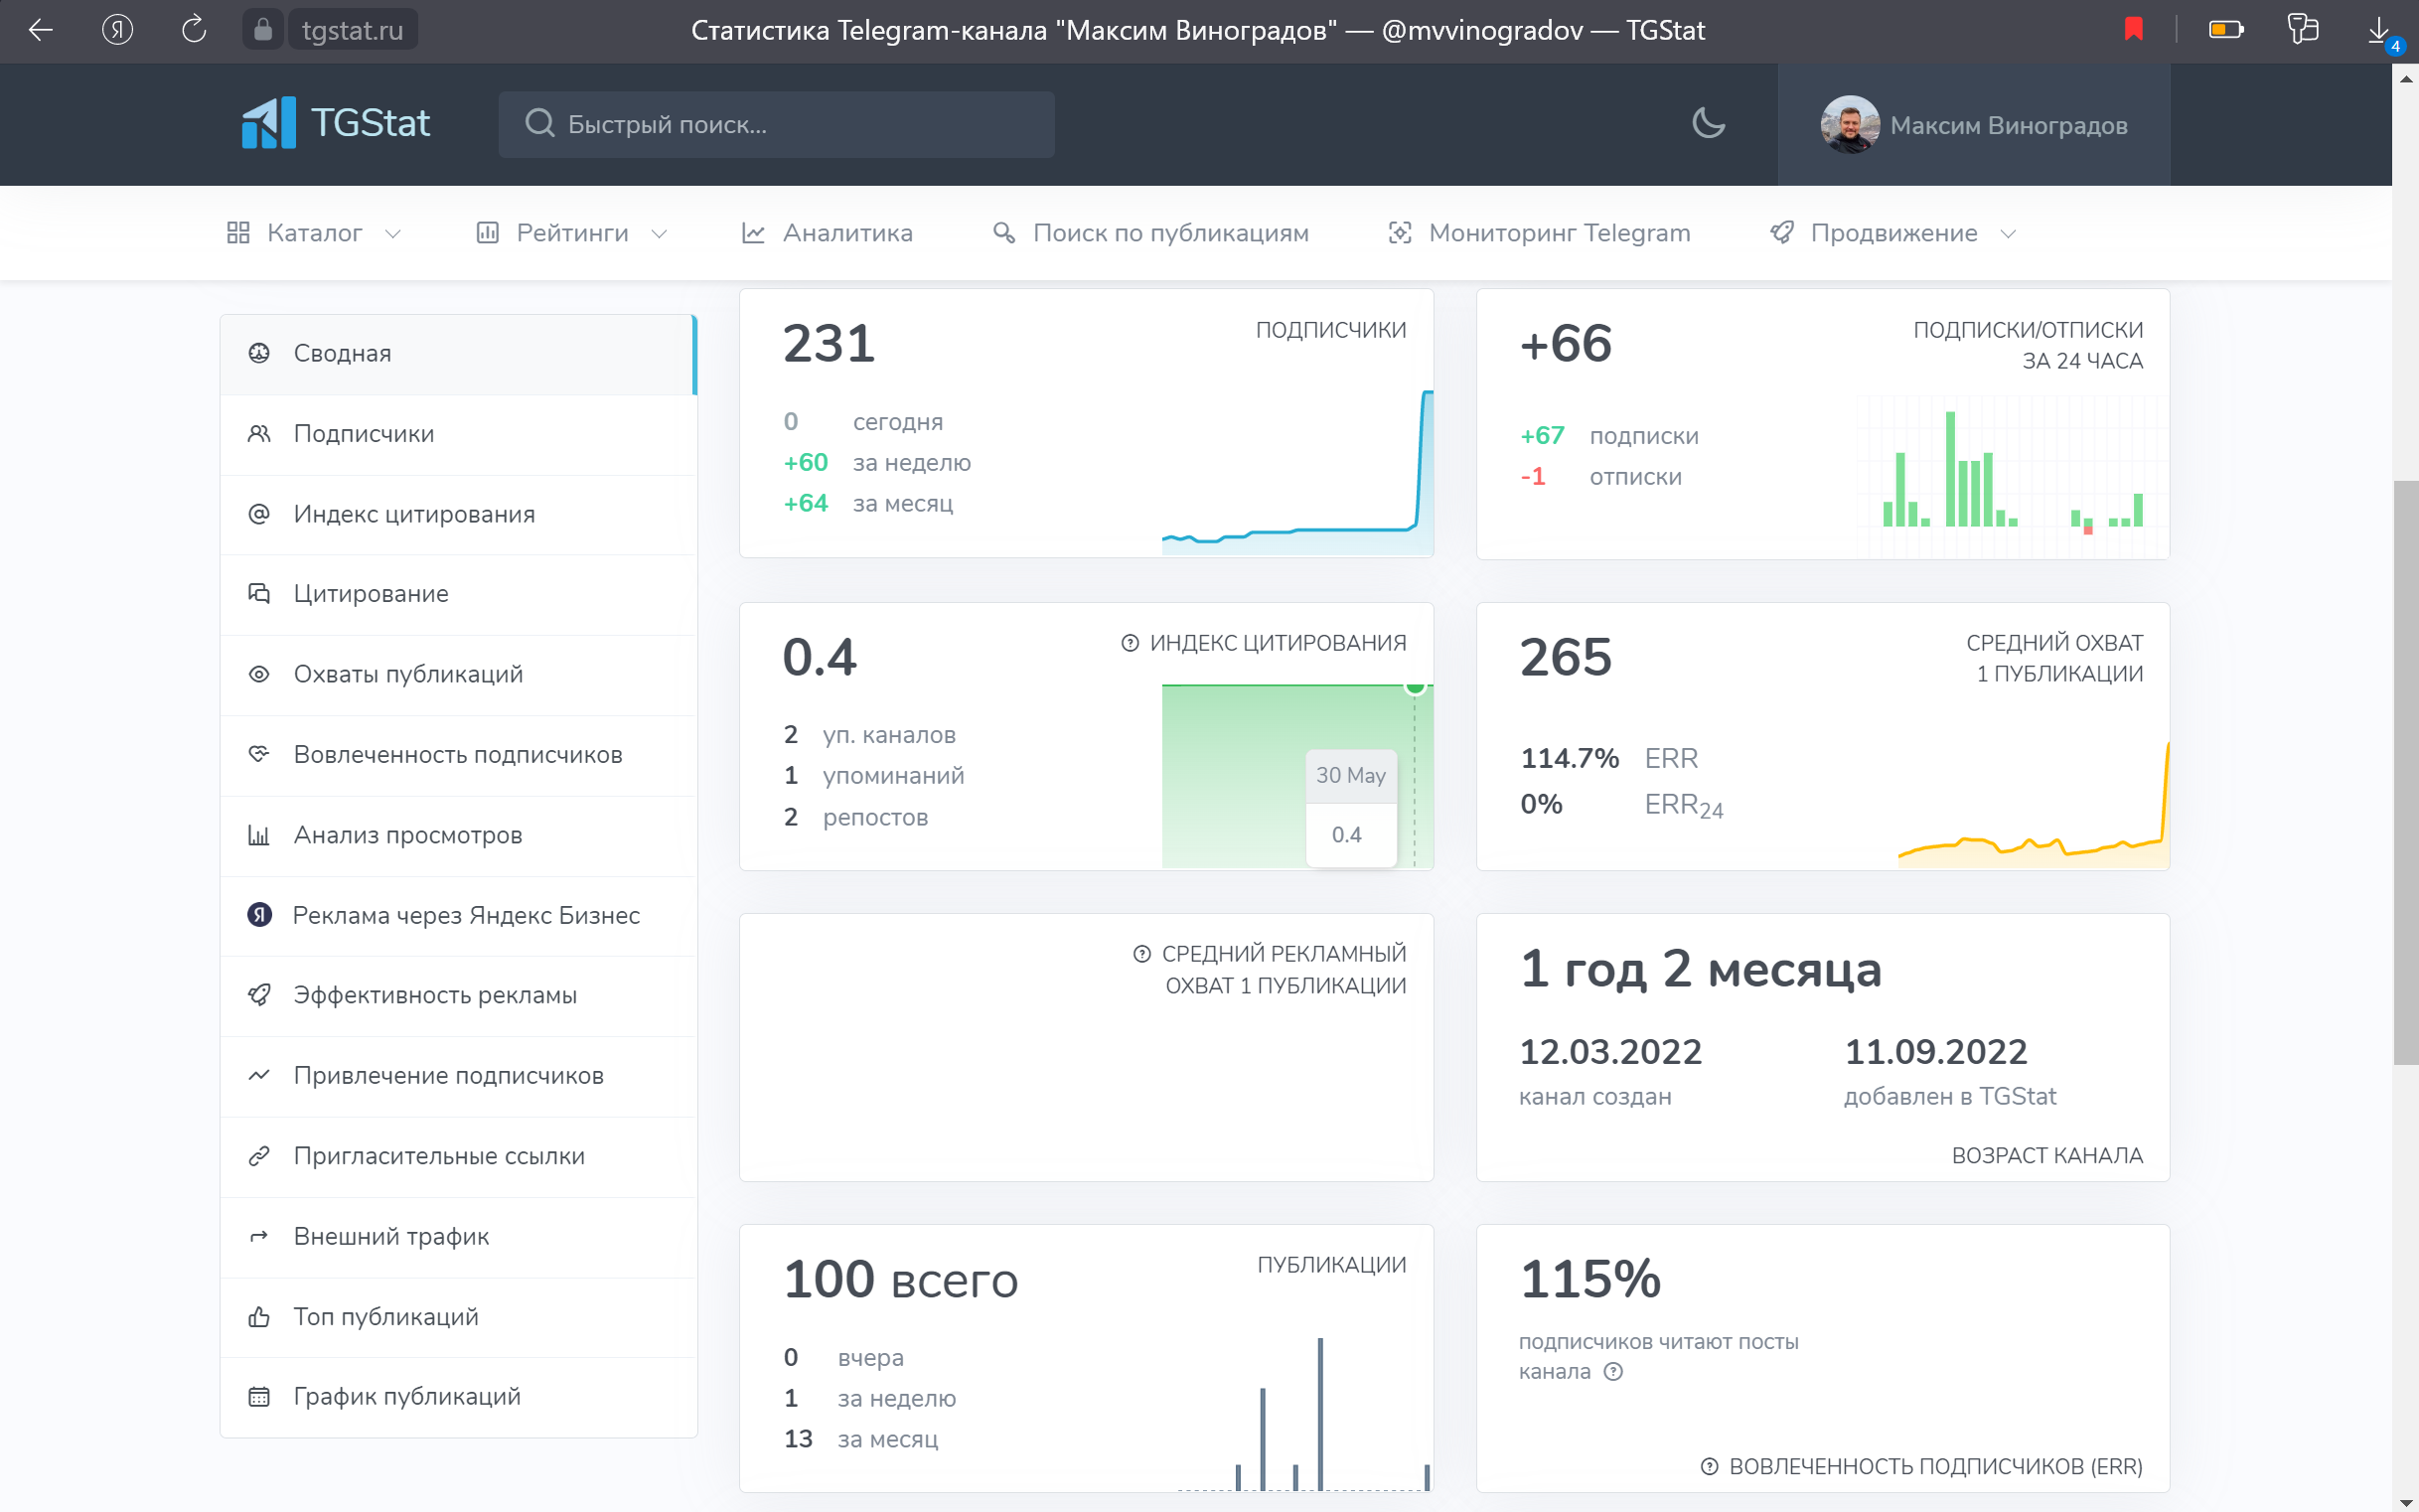 tgstat.ru
Статистика Telegram-канала "Максим Виноградов" — @mvvinogradov — TGStat
4
TGStat
Быстрый поиск...
Максим Виноградов
Каталог
Рейтинги
Аналитика
Поиск по публикациям
Мониторинг Telegram
Продвижение
Сводная
Подписчики
Индекс цитирования
Цитирование
Охваты публикаций
Вовлеченность подписчиков
Анализ просмотров
Реклама через Яндекс Бизнес
Эффективность рекламы
Привлечение подписчиков
Пригласительные ссылки
Внешний трафик
Топ публикаций
График публикаций
231
ПОДПИСЧИКИ
0 сегодня
+60 за неделю
+64 за месяц
+66
ПОДПИСКИ/ОТПИСКИ
ЗА 24 ЧАСА
+67 подписки
-1 отписки
0.4
ИНДЕКС ЦИТИРОВАНИЯ
2 уп. каналов
1 упоминаний
2 репостов
30 May
0.4
265
СРЕДНИЙ ОХВАТ
1 ПУБЛИКАЦИИ
114.7% ERR
0% ERR24
СРЕДНИЙ РЕКЛАМНЫЙ
ОХВАТ 1 ПУБЛИКАЦИИ
1 год 2 месяца
12.03.2022
канал создан
11.09.2022
добавлен в TGStat
ВОЗРАСТ КАНАЛА
100 всего
ПУБЛИКАЦИИ
0 вчера
1 за неделю
13 за месяц
115%
подписчиков читают посты
канала
ВОВЛЕЧЕННОСТЬ ПОДПИСЧИКОВ (ERR)